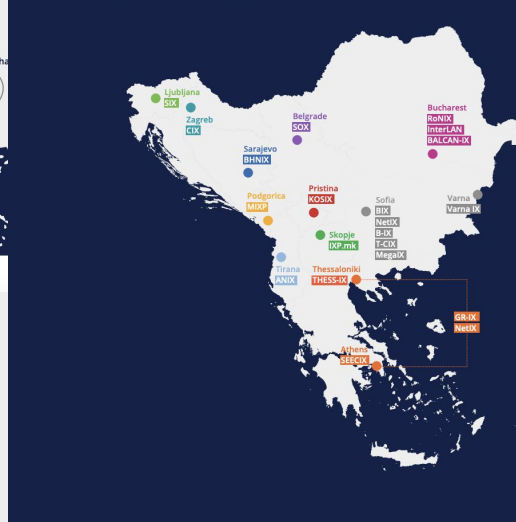 Ljubljana
SIX
Zagreb
CIX
Belgrade
SOX
Bucharest
RoNIX
InterLAN
BALCAN-IX
Sarajevo
BHNIX
Podgorica
MIXP
Pristina
KOSIX
Sofia
BIX
NetIX
B-IX
T-CIX
MegaIX
Varna
Varna IX
Skopje
IXP.mk
Tirana
ANIX
Thessaloniki
THESS-IX
GR-IX
NetIX
Athens
SEECIX